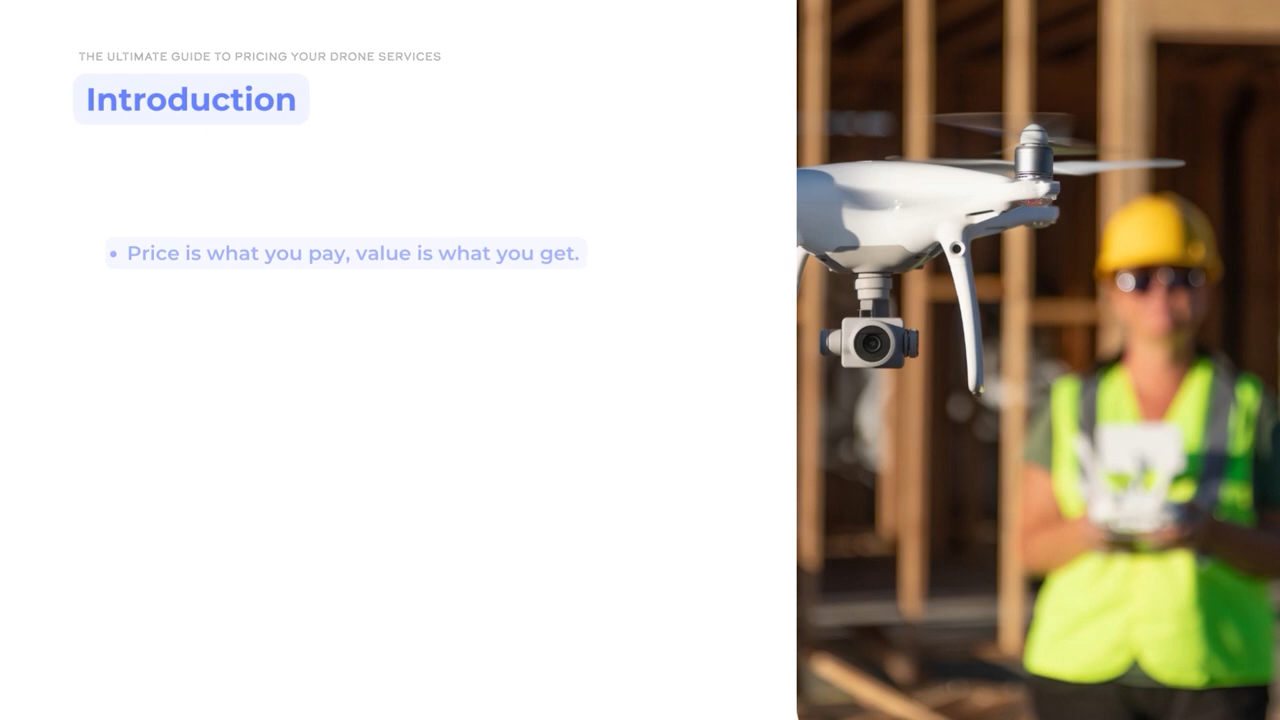 THE ULTIMATE GUIDE TO PRICING YOUR DRONE SERVICES
Introduction
• Price is what you pay, value is what you get.